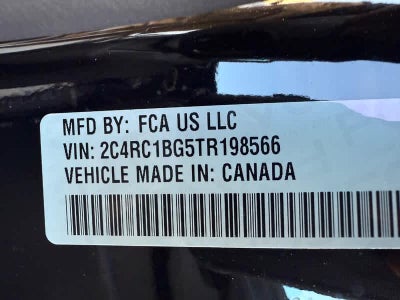 MFD BY: FCA US LLC
VIN: 2C4RC1BG5TR198566
VEHICLE MADE IN: CANADA